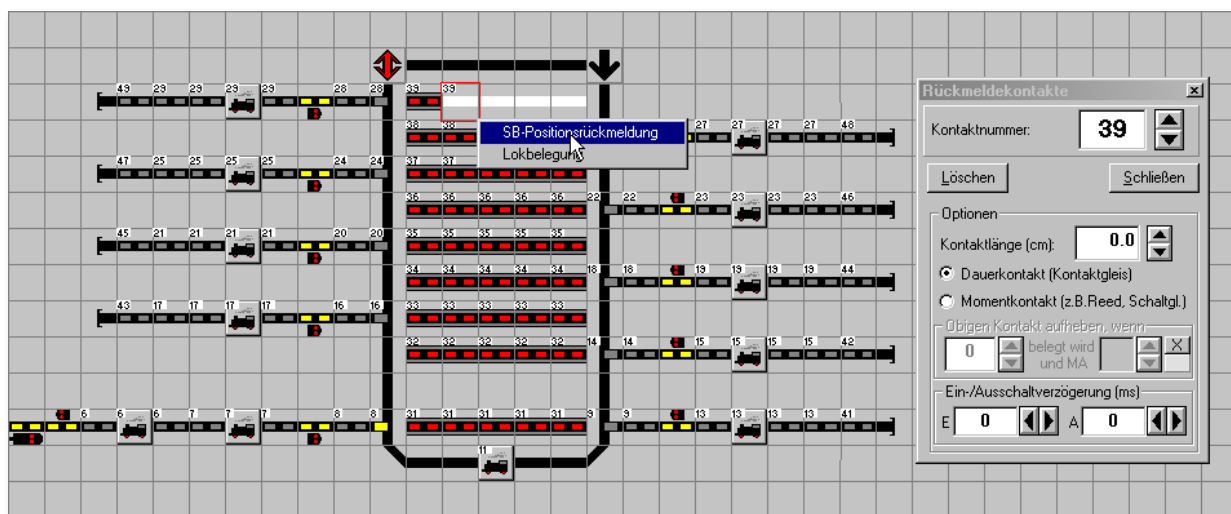 49 29 29 29 29 28 28 39 39
Rückmeldekontakte
Kontaktnummer: 39
38 38 27 27 27 27 48
SB-Positionsrückmeldung
Lokbelegung
47 25 25 25 25 24 24 37 37
Löschen Schließen
36 36 36 36 36 22 22 23 23 23 23 46
Optionen
45 21 21 21 21 20 20 35 35 35 35 35
Kontaktlänge (cm): 0.0
34 34 34 34 34 18 18 19 19 19 19 44
Dauerkontakt (Kontaktgleis)
Momentkontakt (z.B.Reed, Schaltgl.)
43 17 17 17 17 16 16 33 33 33 33 33
Obigen Kontakt aufheben, wenn
32 32 32 32 32 14 14 15 15 15 15 42
0 belegt wird X
und MA
Ein-/Ausschaltverzögerung (ms)
6 6 6 7 7 7 8 8 31 31 31 31 31 9 9 13 13 13 13 41
E 0 A 0
11